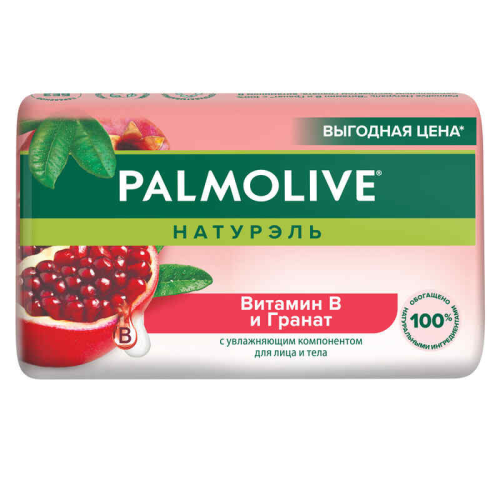 ВЫГОДНАЯ ЦЕНА*
PALMOLIVE®
НАТУРЭЛЬ
Витамин B
и Гранат
с увлажняющим компонентом
для лица и тела
B
ОБОГАЩЕНО
100%
НАТУРАЛЬНЫМИ ИНГРЕДИЕНТАМИ